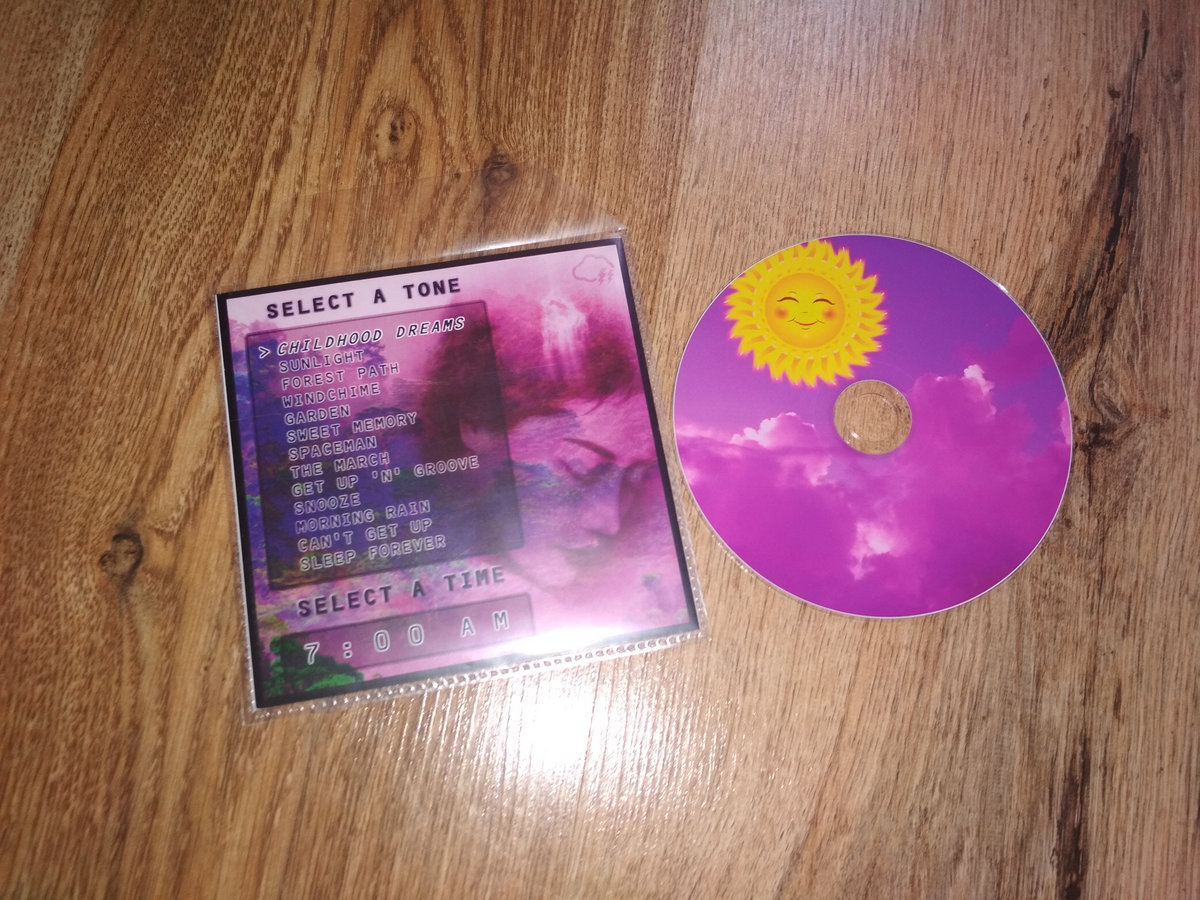 SELECT A TONE
> CHILDHOOD DREAMS
SUNLIGHT
FOREST PATH
WINDCHIME
GARDEN
SWEET MEMORY
SPACEMAN
THE MARCH
GET UP 'N' GROOVE
SNOOZE
MORNING RAIN
CAN'T GET UP
SLEEP FOREVER
SELECT A TIME
7:00 AM